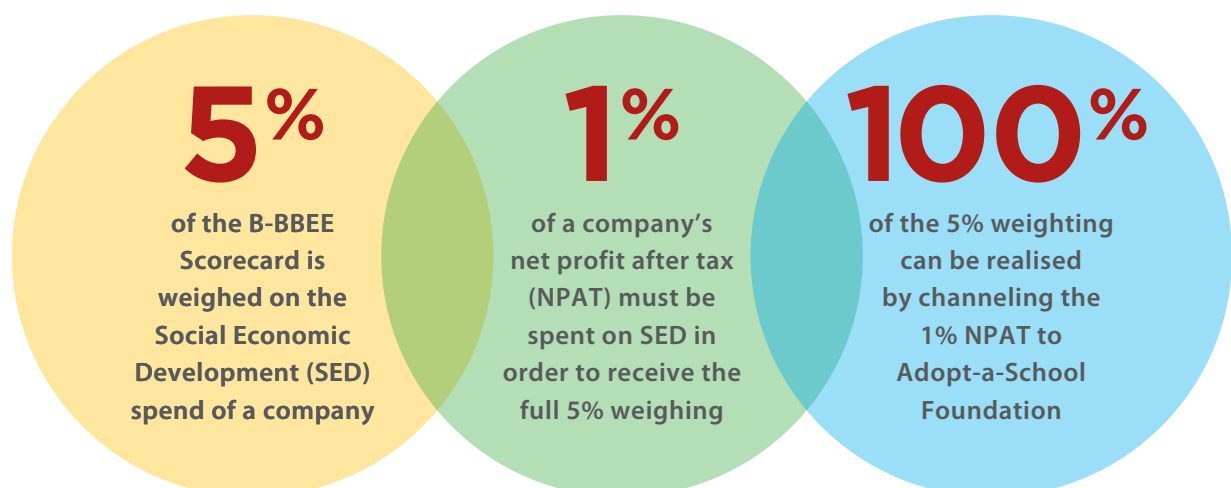 5%
of the B-BBEE
Scorecard is
weighed on the
Social Economic
Development (SED)
spend of a company
1%
of a company's
net profit after tax
(NPAT) must be
spent on SED in
order to receive the
full 5% weighing
100%
of the 5% weighting
can be realised
by channeling the
1% NPAT to
Adopt-a-School
Foundation